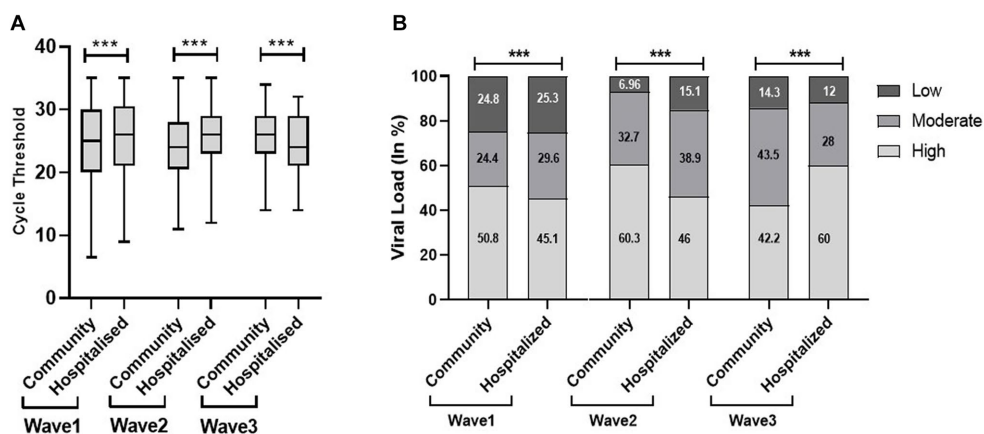 A
Cycle Threshold
40
30
20
10
0
***
***
***
Community
Hospitalised
Community
Hospitalised
Community
Hospitalised
Wave1
Wave2
Wave3
B
Viral Load (In %)
100
80
60
40
20
0
***
***
***
24.8
25.3
6.96
15.1
14.3
12
24.4
29.6
32.7
38.9
43.5
28
50.8
45.1
60.3
46
42.2
60
Low
Moderate
High
Community
Hospitalized
Community
Hospitalized
Community
Hospitalized
Wave1
Wave2
Wave3